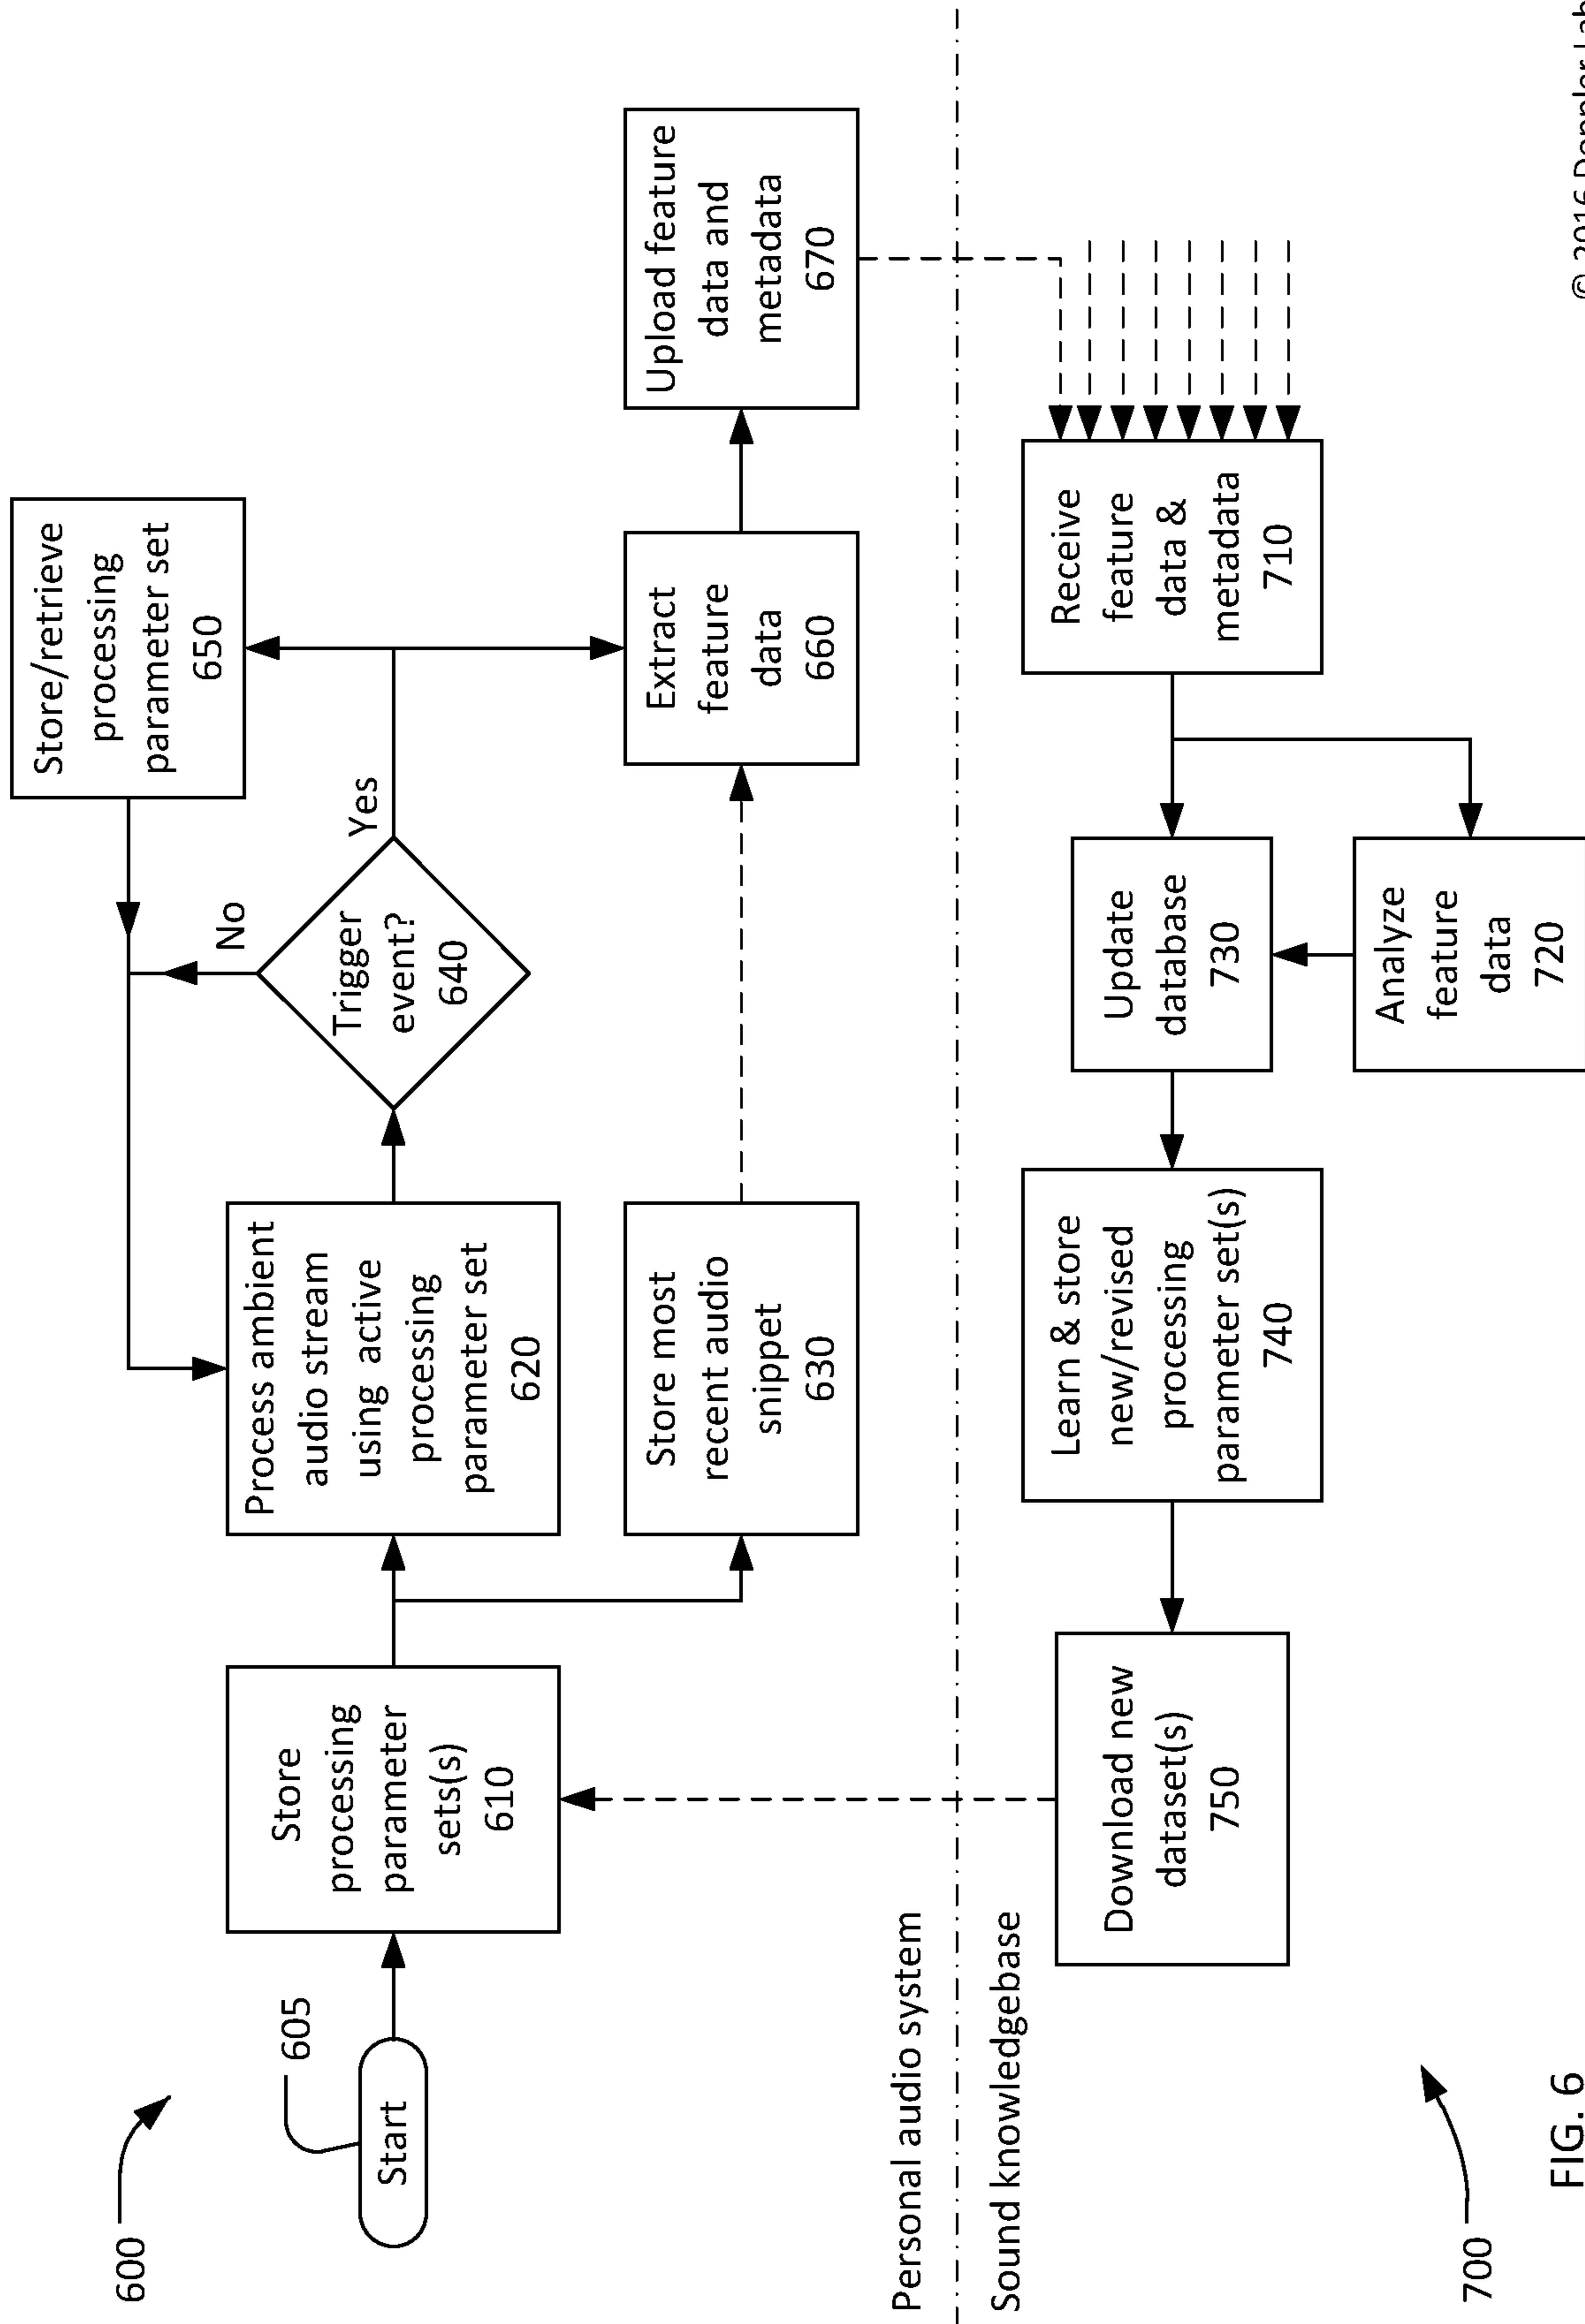 600
605
Start
Store
processing
parameter
sets(s)
610
Process ambient
audio stream
using active
processing
parameter set
620
Store most
recent audio
snippet
630
Trigger
event?
640
No
Yes
Store/retrieve
processing
parameter set
650
Extract
feature
data
660
Upload feature
data and
metadata
670
Personal audio system
Sound knowledgebase
Download new
dataset(s)
750
Learn & store
new/revised
processing
parameter set(s)
740
Update
database
730
Analyze
feature
data
720
Receive
feature
data &
metadata
710
700
FIG. 6
© 2016 Doppler Lab